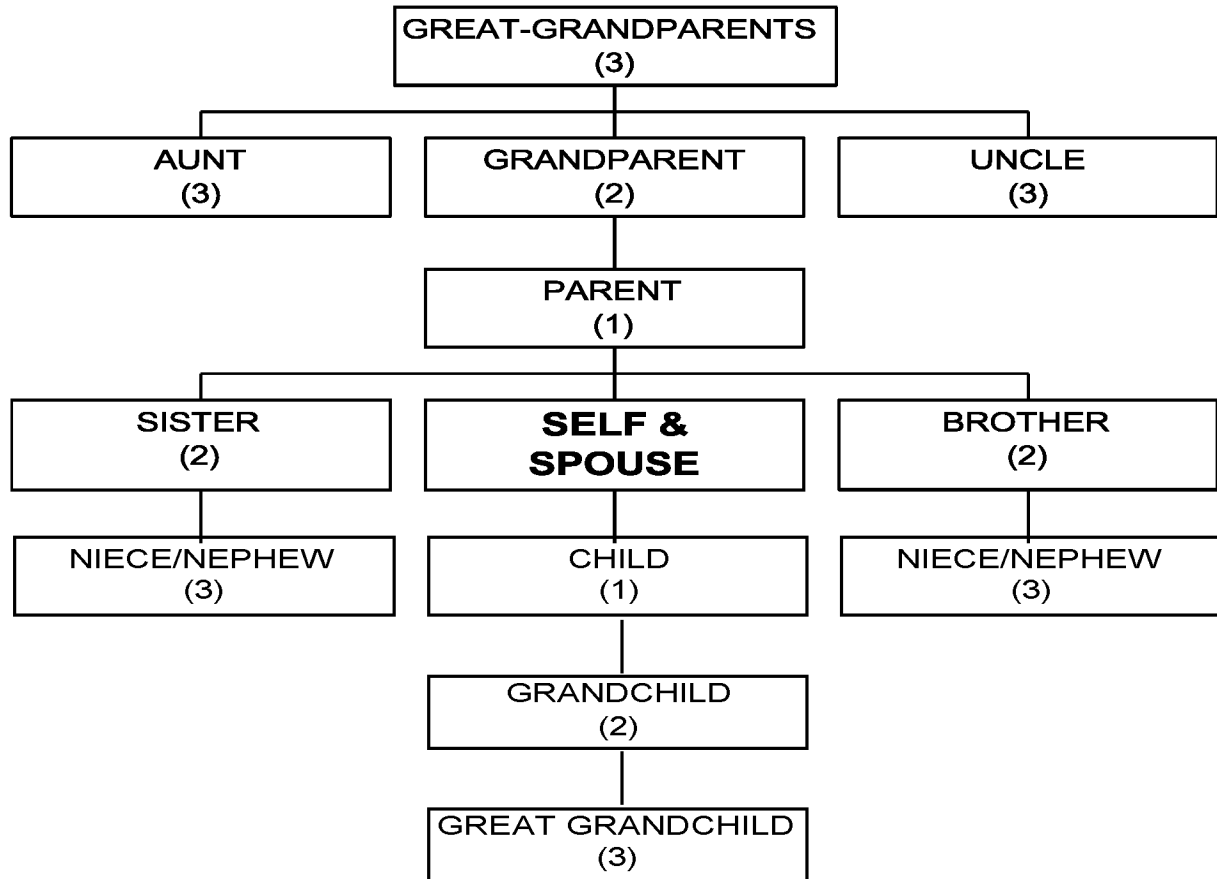 GREAT-GRANDPARENTS
(3)
AUNT
(3)
GRANDPARENT
(2)
UNCLE
(3)
PARENT
(1)
SISTER
(2)
SELF &
SPOUSE
BROTHER
(2)
NIECE/NEPHEW
(3)
CHILD
(1)
NIECE/NEPHEW
(3)
GRANDCHILD
(2)
GREAT GRANDCHILD
(3)